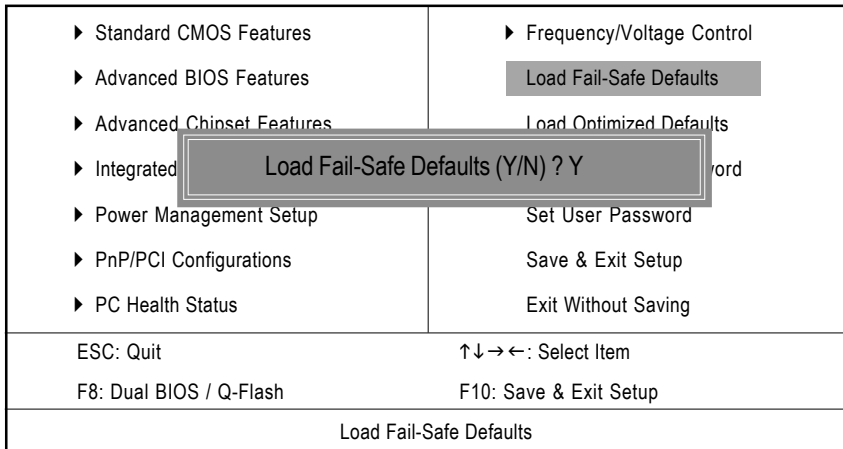 Standard CMOS Features
Advanced BIOS Features
Advanced Chipset Features
Integrated
Power Management Setup
PnP/PCI Configurations
PC Health Status
Frequency/Voltage Control
Load Fail-Safe Defaults
Load Optimized Defaults
Set User Password
Save & Exit Setup
Exit Without Saving
Load Fail-Safe Defaults (Y/N) ? Y
ESC: Quit
↑↓→←: Select Item
F8: Dual BIOS / Q-Flash
F10: Save & Exit Setup
Load Fail-Safe Defaults